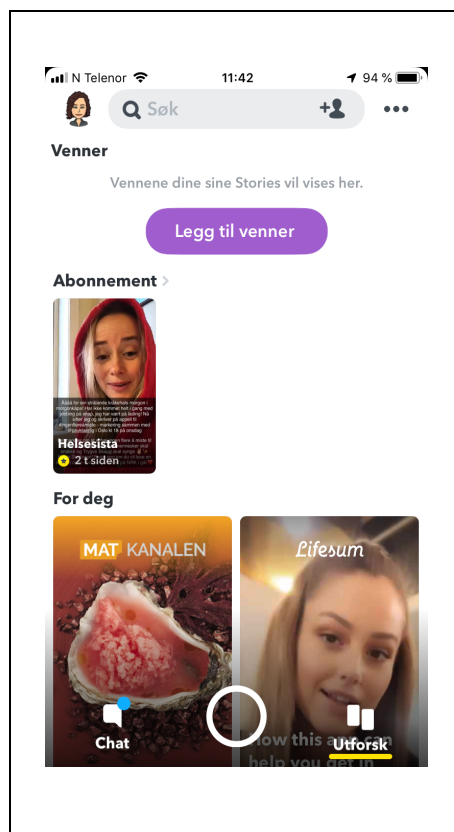 N Telenor
11:42
94 %
Søk
Venner
Vennene dine sine Stories vil vises her.
Legg til venner
Abonnement >
Helsesista
2 t siden
For deg
MAT KANALEN
Lifesum
How this app can
help you get in
Chat
Utforsk